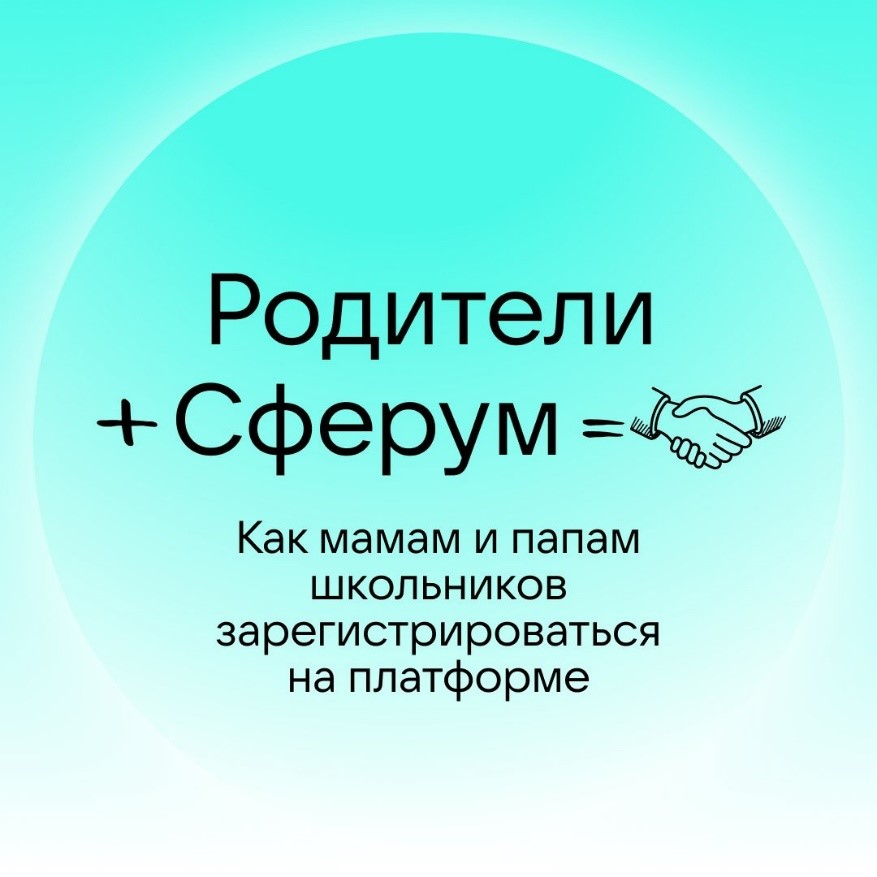 Родители
+ Сферум =
Как мамам и папам
школьников
зарегистрироваться
на платформе